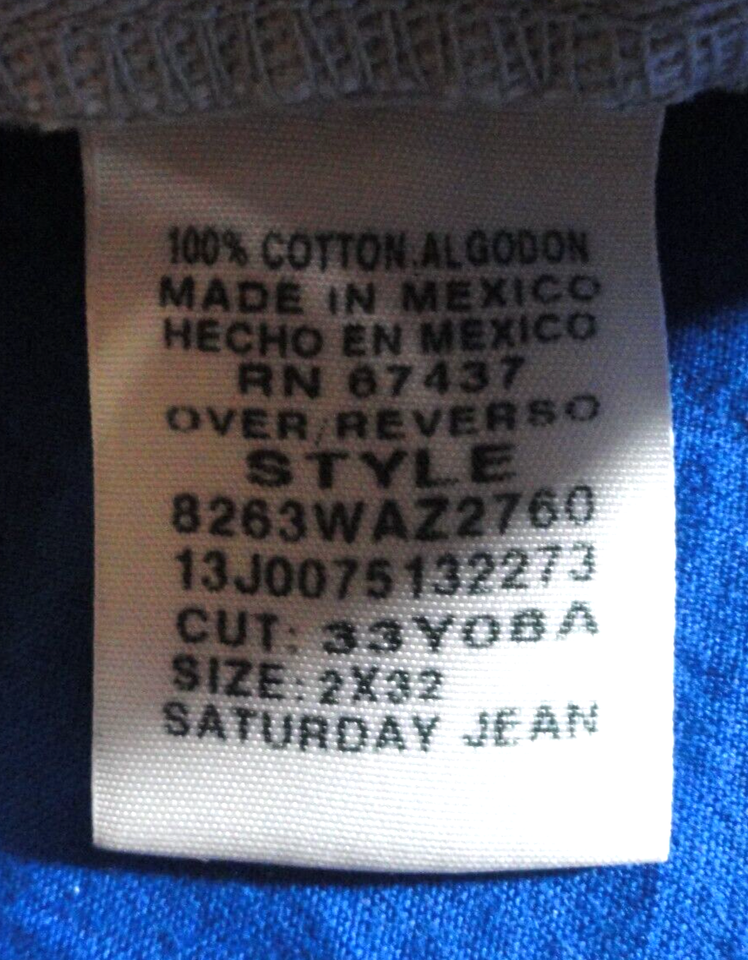 100% COTTON.ALGODON
MADE IN MEXICO
HECHO EN MEXICO
RN 67437
OVER/REVERSO
STYLE
8263WAZ2760
13J0075132273
CUT: 33Y08A
SIZE: 2X32
SATURDAY JEAN